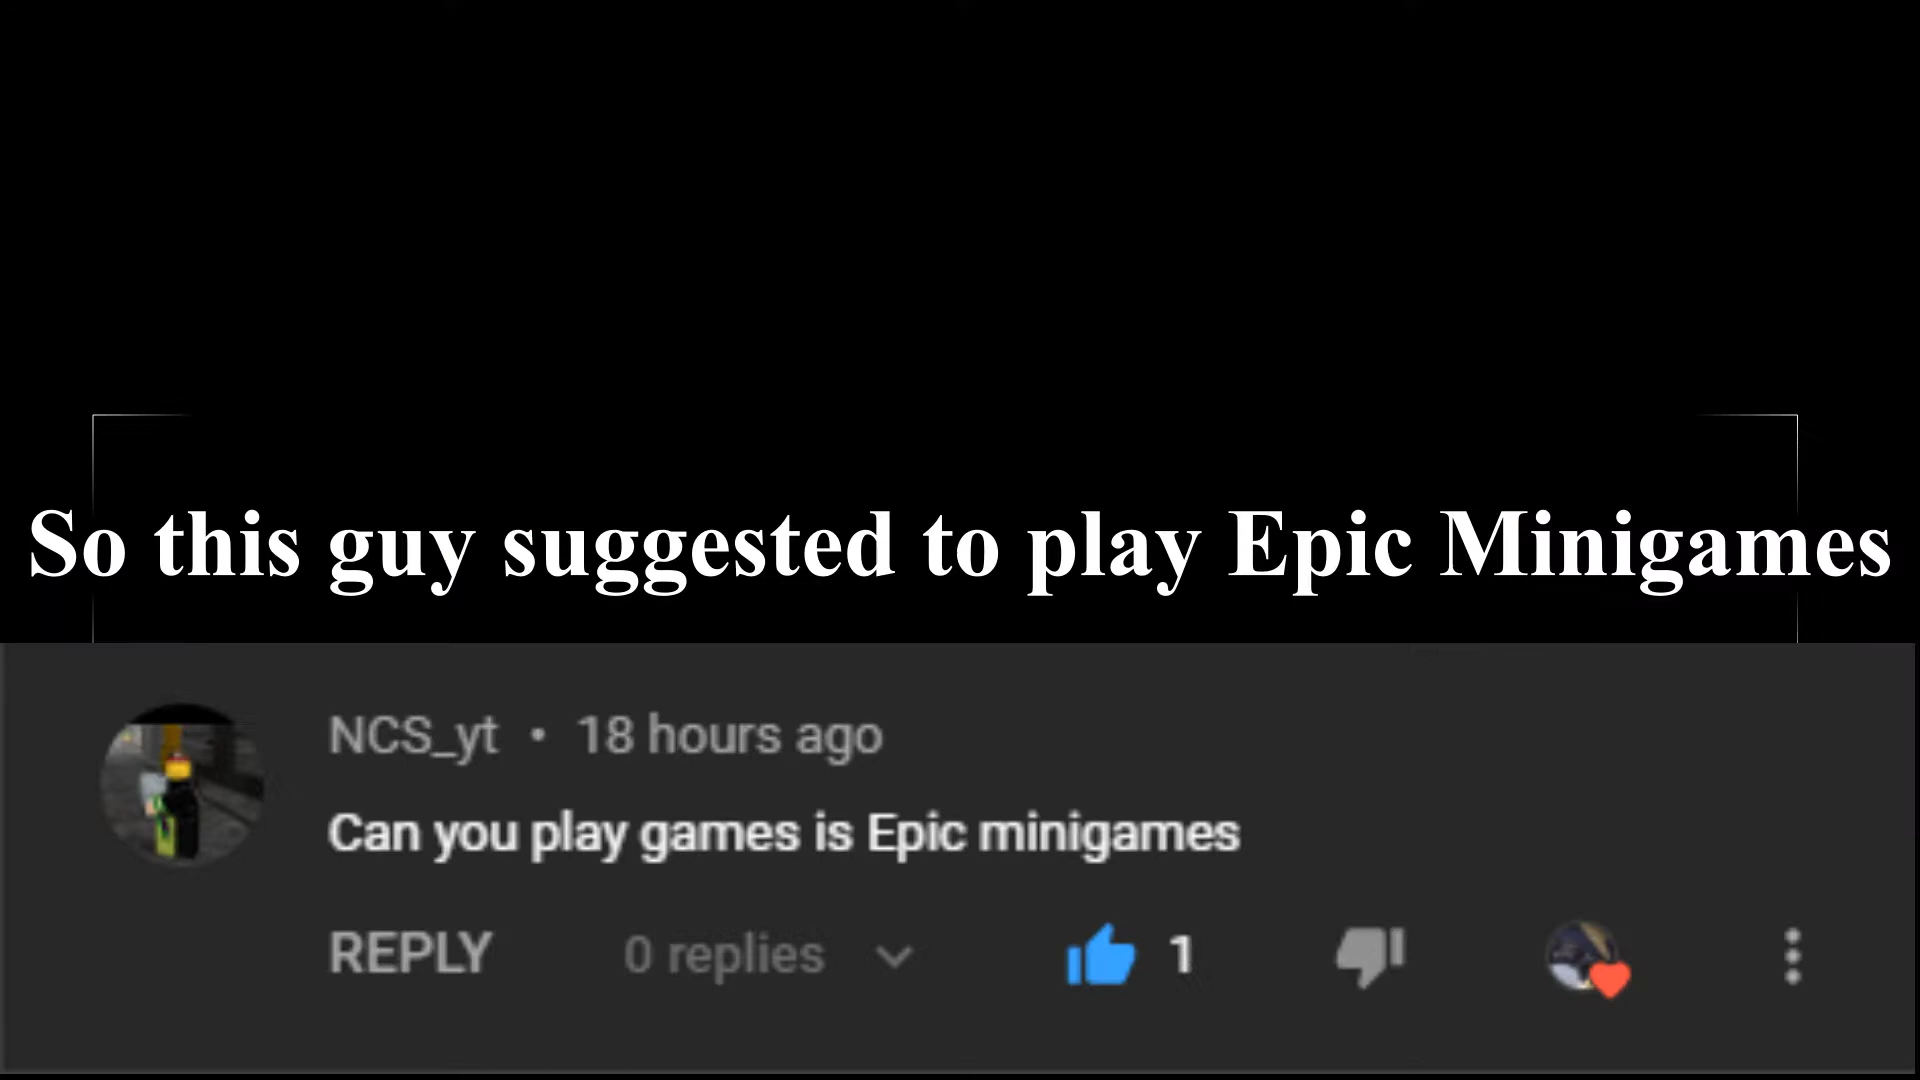 So this guy suggested to play Epic Minigames
NCS_yt • 18 hours ago
Can you play games is Epic minigames
REPLY 0 replies 1